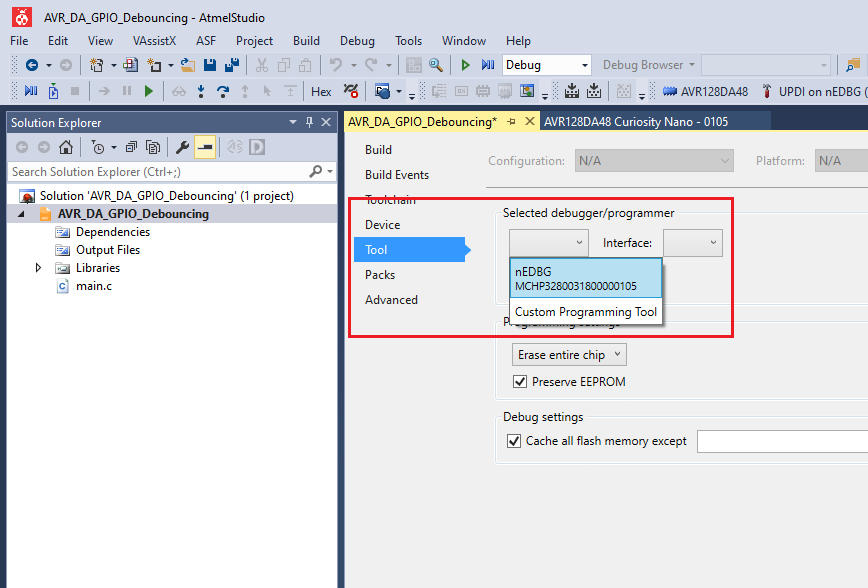 AVR_DA_GPIO_Debouncing - AtmelStudio
File Edit View VAssistX ASF Project Build Debug Tools Window Help
Debug Debug Browser
Hex AVR128DA48 UPDI on nEDBG (
Solution Explorer
AVR_DA_GPIO_Debouncing* AVR128DA48 Curiosity Nano - 0105
Search Solution Explorer (Ctrl+;)
Solution 'AVR_DA_GPIO_Debouncing' (1 project)
AVR_DA_GPIO_Debouncing
Dependencies
Output Files
Libraries
main.c
Build
Build Events
Toolchain
Device
Tool
Packs
Advanced
Configuration: N/A Platform: N/A
Selected debugger/programmer
Interface:
nEDBG
MCHP3280031800000105
Custom Programming Tool
Programming settings
Erase entire chip
Preserve EEPROM
Debug settings
Cache all flash memory except